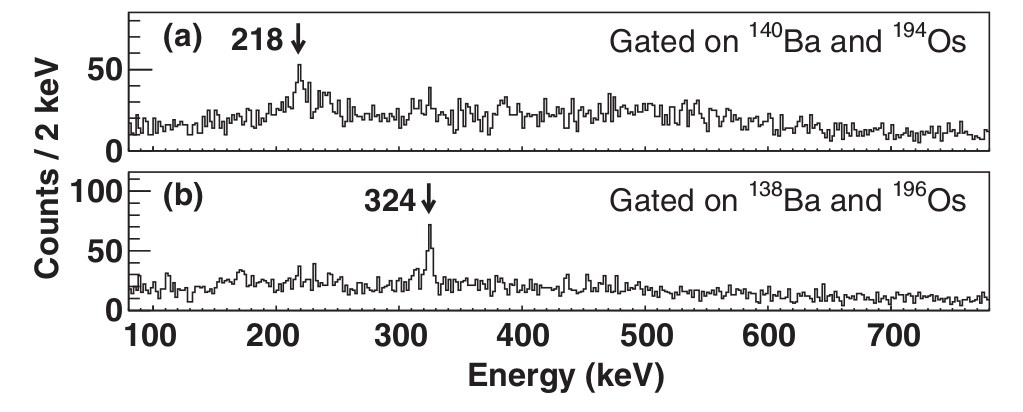 (a) 218 Gated on ¹⁴⁰Ba and ¹⁹⁴Os
50
0
(b) 324 Gated on ¹³⁸Ba and ¹⁹⁶Os
100
50
0
100 200 300 400 500 600 700
Energy (keV)
Counts / 2 keV